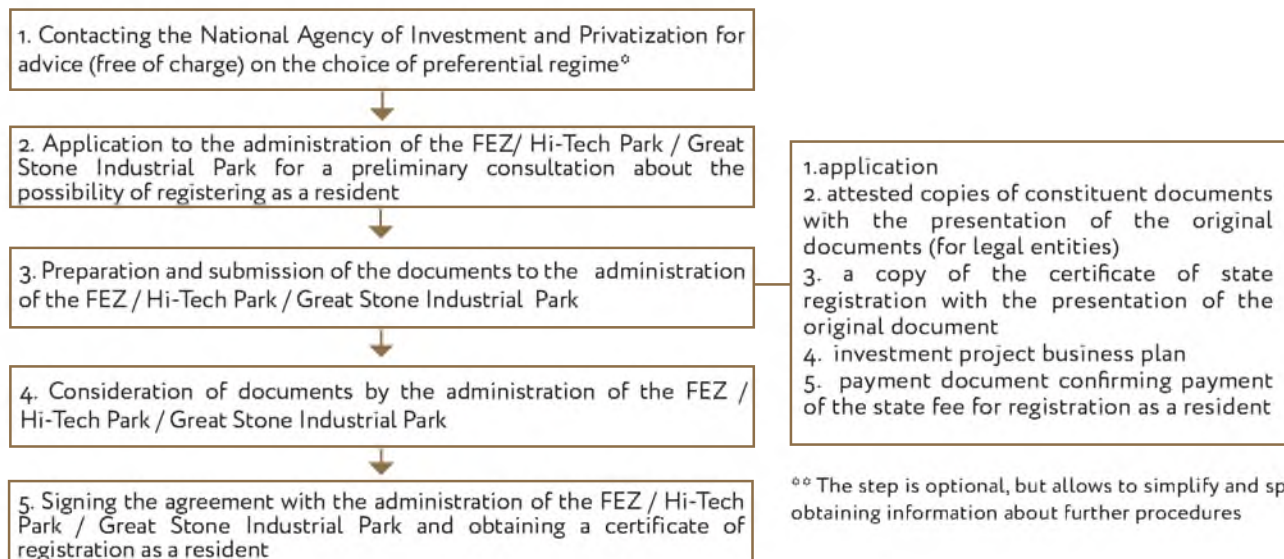 1. Contacting the National Agency of Investment and Privatization for
advice (free of charge) on the choice of preferential regime*
2. Application to the administration of the FEZ/ Hi-Tech Park / Great
Stone Industrial Park for a preliminary consultation about the
possibility of registering as a resident
3. Preparation and submission of the documents to the administration
of the FEZ / Hi-Tech Park / Great Stone Industrial Park
4. Consideration of documents by the administration of the FEZ /
Hi-Tech Park / Great Stone Industrial Park
5. Signing the agreement with the administration of the FEZ / Hi-Tech
Park / Great Stone Industrial Park and obtaining a certificate of
registration as a resident
1.application
2. attested copies of constituent documents
with the presentation of the original
documents (for legal entities)
3. a copy of the certificate of state
registration with the presentation of the
original document
4. investment project business plan
5. payment document confirming payment
of the state fee for registration as a resident
** The step is optional, but allows to simplify and
obtaining information about further procedures